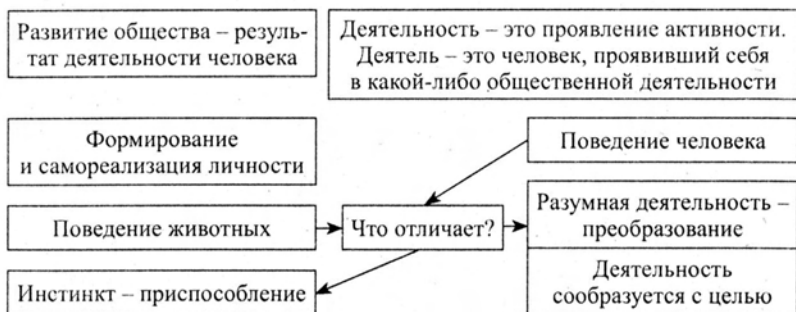 Развитие общества – резуль-
тат деятельности человека
Деятельность – это проявление активности.
Деятель – это человек, проявивший себя
в какой-либо общественной деятельности
Формирование
и самореализация личности
Поведение человека
Поведение животных
Что отличает?
Разумная деятельность –
преобразование
Инстинкт – приспособление
Деятельность
сообразуется с целью